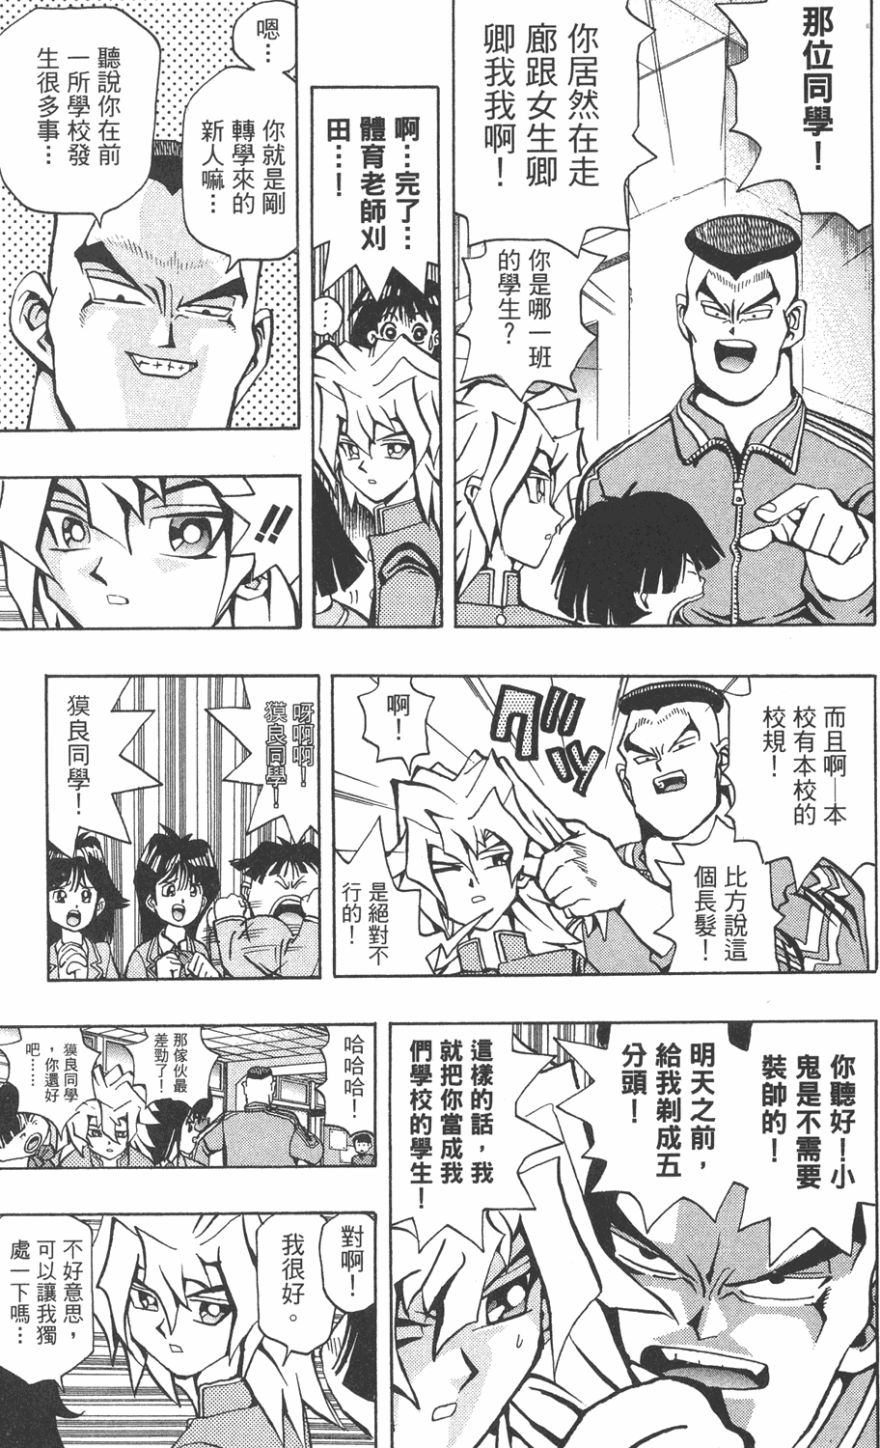 那位同學！
你居然在走
廊跟女生卿
卿我我啊！
你是哪一班
的學生？
啊…完了…
體育老師刈
田…！
…
嗯…
你就是剛
轉學來的
新人嘛…
聽說你在前
一所學校發
生很多事…
!!
而且啊—本
校有本校的
校規！
比方說這
個長髮！
グイッ
啊！
是絕對不
行的！
呀啊啊！
獏良同學！
獏良同學！
你聽好！小
鬼是不需要
裝帥的！
明天之前，
給我剃成五
分頭！
這樣的話，我
就把你當成我
們學校的學生！
哈哈哈！
那傢伙最
差勁了！
獏良同學
，你還好
吧……
對啊！
我很好。
不好意思，
可以讓我獨
處一下嗎…